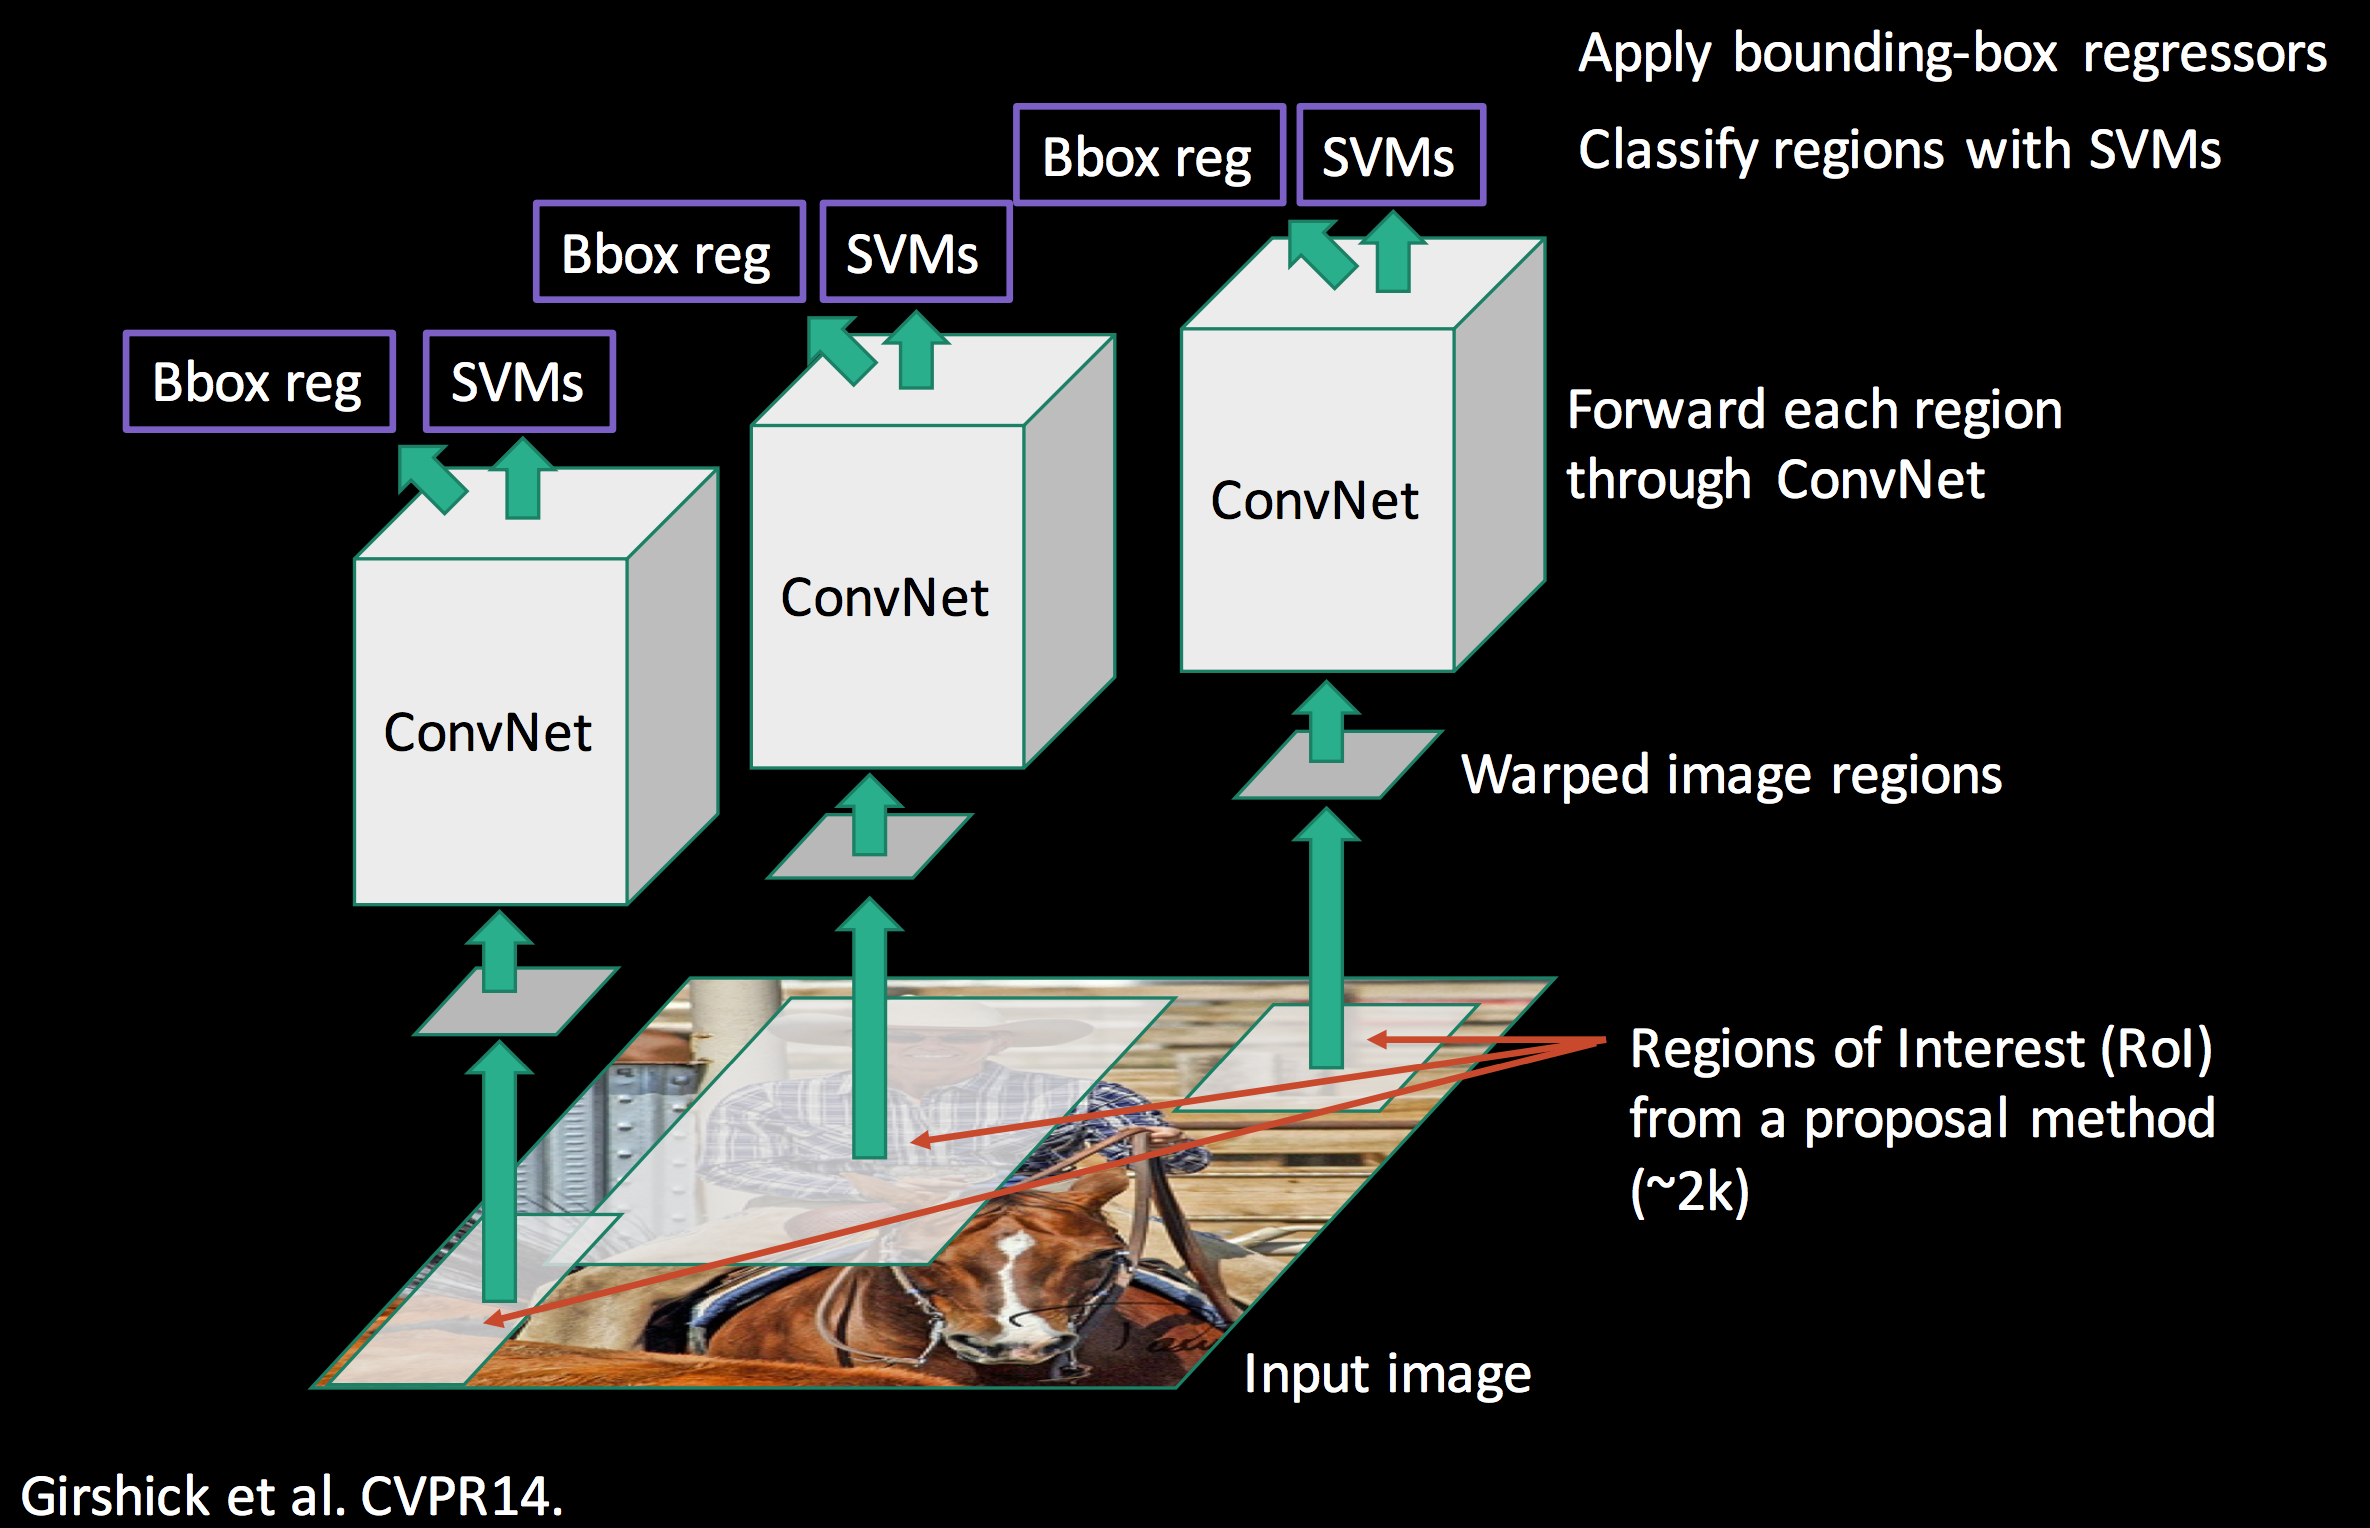 Apply bounding-box regressors
Bbox reg
SVMs
Classify regions with SVMs
Bbox reg
SVMs
Bbox reg
SVMs
Forward each region
through ConvNet
ConvNet
ConvNet
ConvNet
Warped image regions
Regions of Interest (RoI)
from a proposal method
(~2k)
Input image
Girshick et al. CVPR14.